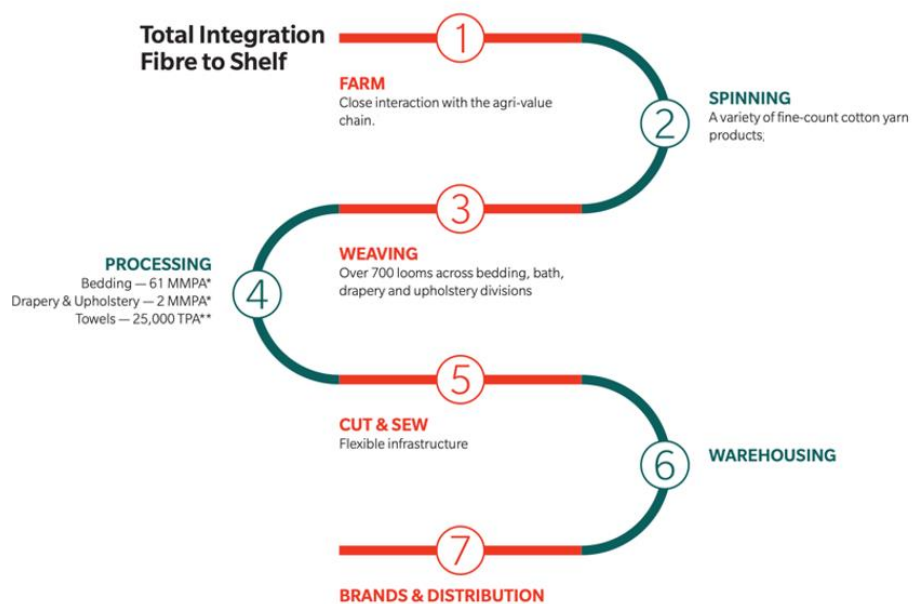 Total Integration
Fibre to Shelf
1
FARM
Close interaction with the agri-value
chain.
2
SPINNING
A variety of fine-count cotton yarn
products;
3
WEAVING
Over 700 looms across bedding, bath,
drapery and upholstery divisions
4
PROCESSING
Bedding — 61 MMPA*
Drapery & Upholstery — 2 MMPA*
Towels — 25,000 TPA**
5
CUT & SEW
Flexible infrastructure
6
WAREHOUSING
7
BRANDS & DISTRIBUTION